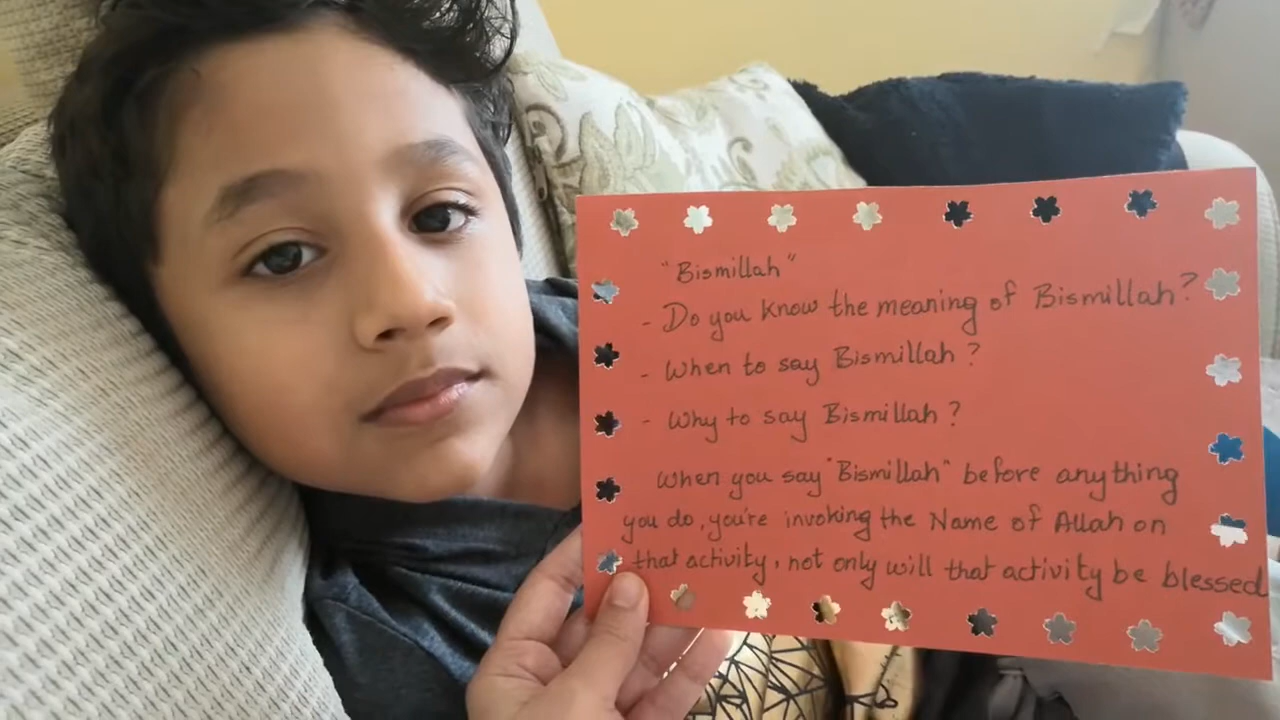 "Bismillah"
- Do you know the meaning of Bismillah?
- When to say Bismillah?
- Why to say Bismillah?
When you say "Bismillah" before anything
you do, you're invoking the Name of Allah on
that activity, not only will that activity be blessed